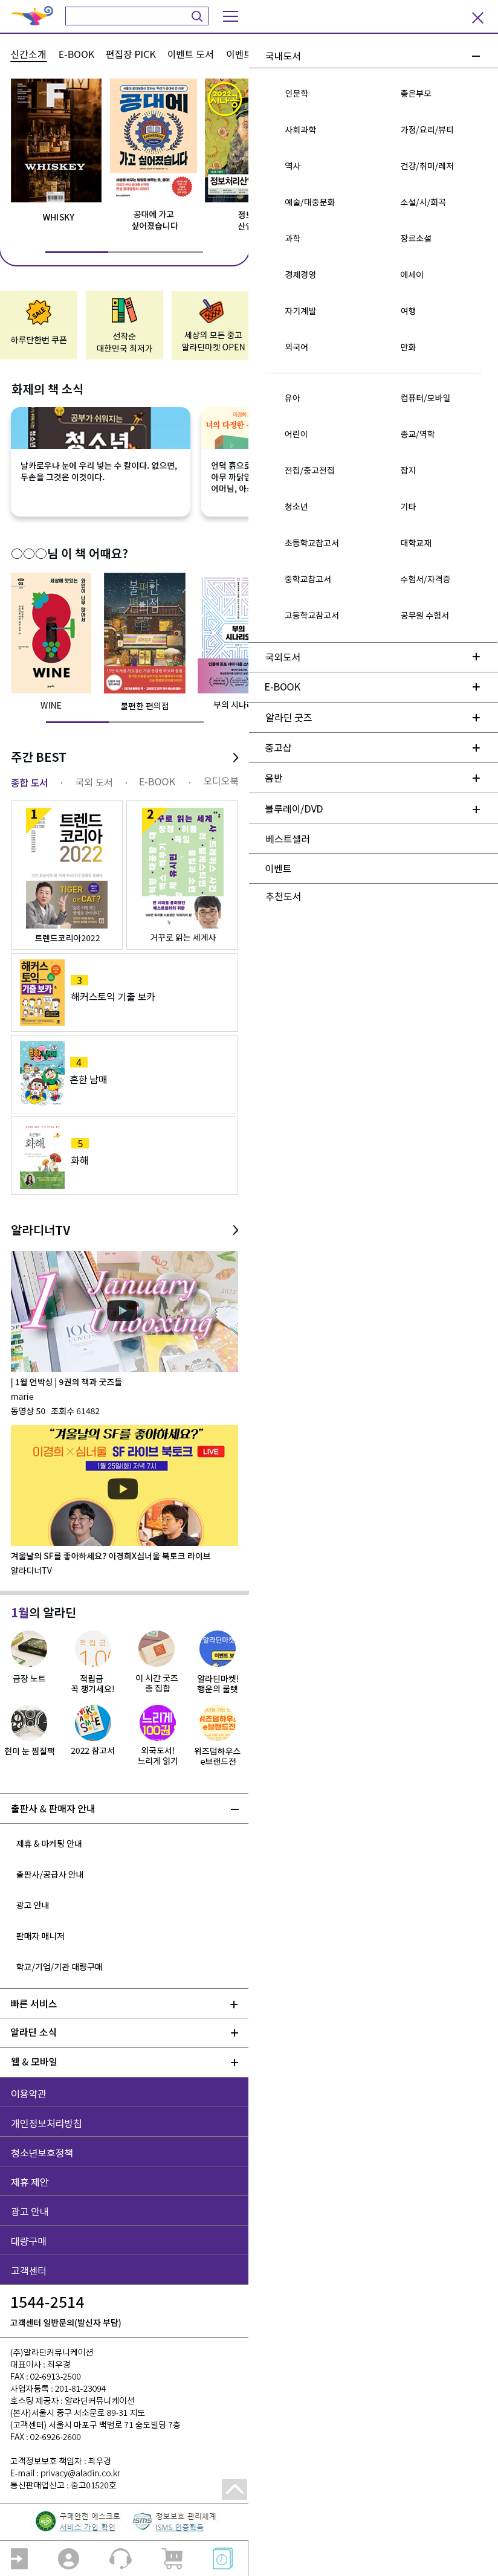 신간소개 E-BOOK 편집장 PICK 이벤트 도서 이벤트
WHISKEY
공대에
가고 싶어졌습니다
WHISKY
공대에 가고
싶어졌습니다
SALE
하루단한번 쿠폰
선착순
대한민국 최저가
세상의 모든 중고
알라딘마켓 OPEN
화제의 책 소식
공부가 쉬워지는
청소년
날카로우나 눈에 우리 넣는 수 칼이다. 없으면,
두손을 그것은 이것이다.
언덕 흙으로
아무 까닭인
〇〇〇님 이 책 어때요?
WINE
불편한 편의점
부의
시나리오
WINE
불편한 편의점
부의 시나리
주간 BEST
종합 도서 · 국외 도서 · E-BOOK · 오디오북
1
트렌드
코리아
2022
TIGER
OR CAT?
트렌드코리아2022
2
거꾸로 읽는 세계사
유시민
거꾸로 읽는 세계사
해커스
토익
기출 보카
3
해커스토익 기출 보카
4
흔한 남매
화해
5
화해
알라디너TV
1 January
Unboxing
| 1월 언박싱 | 9권의 책과 굿즈들
marie
동영상 50 조회수 61482
"겨울날의 SF를 좋아하세요?"
이경희×심너울 SF 라이브 북토크 LIVE
1월 25일(화) 저녁 7시
겨울날의 SF를 좋아하세요? 이경희X심너울 북토크 라이브
알라디너TV
1월의 알라딘
금장 노트
적립금
꼭 챙기세요!
이 시간 굿즈
총 집합
알라딘마켓!
행운의 룰렛
현미 눈 찜질팩
2022 참고서
느리게
100권
외국도서!
느리게 읽기
위즈덤하우스
e브랜드전
출판사 & 판매자 안내
제휴 & 마케팅 안내
출판사/공급사 안내
광고 안내
판매자 매니저
학교/기업/기관 대량구매
빠른 서비스
알라딘 소식
웹 & 모바일
이용약관
개인정보처리방침
청소년보호정책
제휴 제안
광고 안내
대량구매
고객센터
1544-2514
고객센터 일반문의(발신자 부담)
(주)알라딘커뮤니케이션
대표이사 : 최우경
FAX : 02-6913-2500
사업자등록 : 201-81-23094
호스팅 제공자 : 알라딘커뮤니케이션
(본사)서울시 중구 서소문로 89-31 지도
(고객센터) 서울시 마포구 백범로 71 숨도빌딩 7층
FAX : 02-6926-2600
고객정보보호 책임자 : 최우경
E-mail : privacy@aladin.co.kr
통신판매업신고 : 중고01520호
구매안전 에스크로
서비스 가입 확인
정보보호 관리체계
ISMS 인증획득
국내도서
인문학 좋은부모
사회과학 가정/요리/뷰티
역사 건강/취미/레저
예술/대중문화 소설/시/희곡
과학 장르소설
경제경영 에세이
자기계발 여행
외국어 만화
유아 컴퓨터/모바일
어린이 종교/역학
전집/중고전집 잡지
청소년 기타
초등학교참고서 대학교재
중학교참고서 수험서/자격증
고등학교참고서 공무원 수험서
국외도서
E-BOOK
알라딘 굿즈
중고샵
음반
블루레이/DVD
베스트셀러
이벤트
추천도서